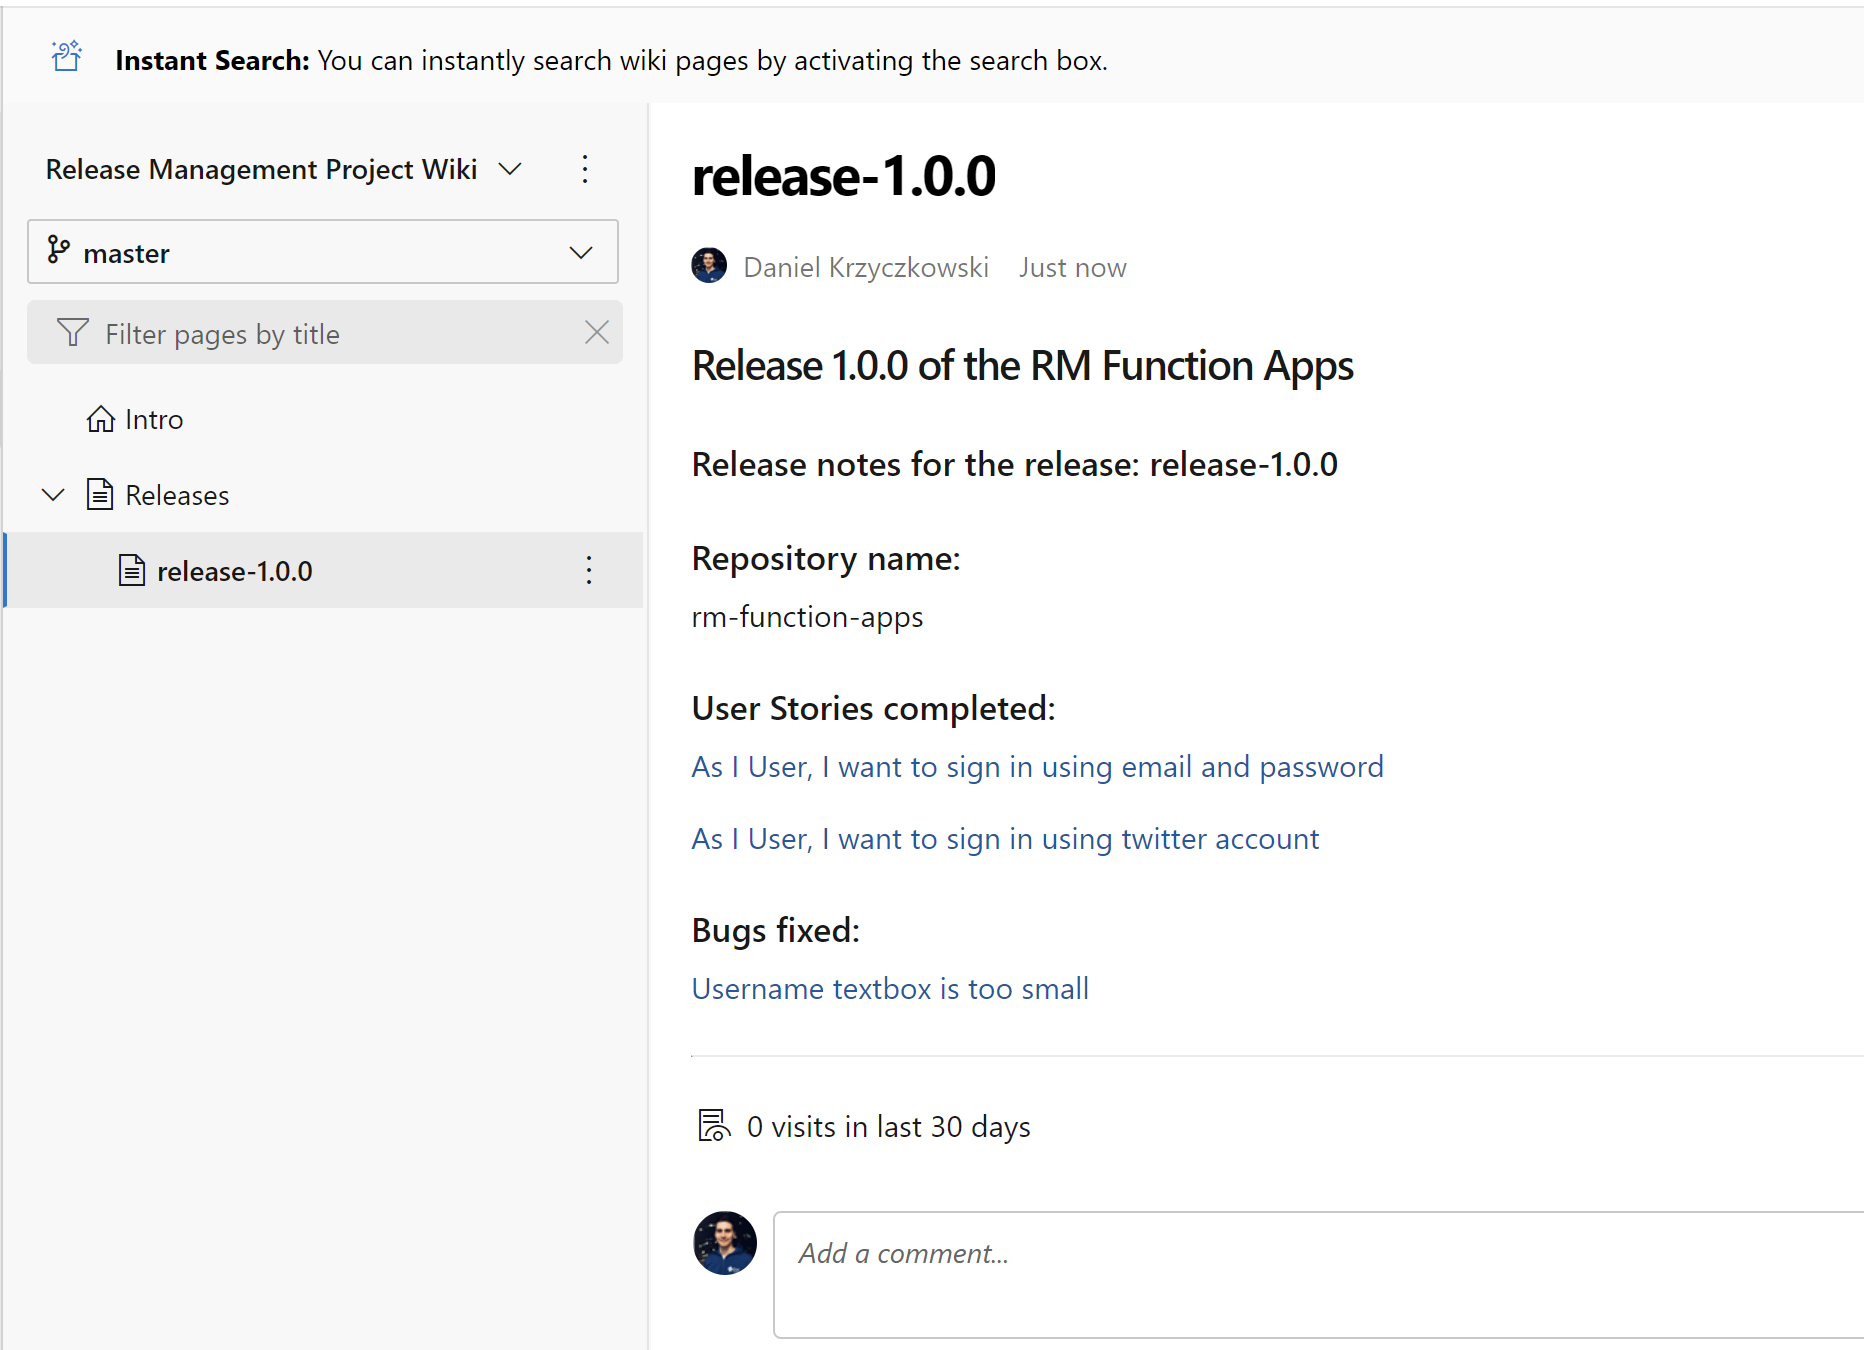 Instant Search: You can instantly search wiki pages by activating the search box.
Release Management Project Wiki
master
Filter pages by title
Intro
Releases
release-1.0.0
release-1.0.0
Daniel Krzyczkowski Just now
Release 1.0.0 of the RM Function Apps
Release notes for the release: release-1.0.0
Repository name:
rm-function-apps
User Stories completed:
As I User, I want to sign in using email and password
As I User, I want to sign in using twitter account
Bugs fixed:
Username textbox is too small
0 visits in last 30 days
Add a comment...